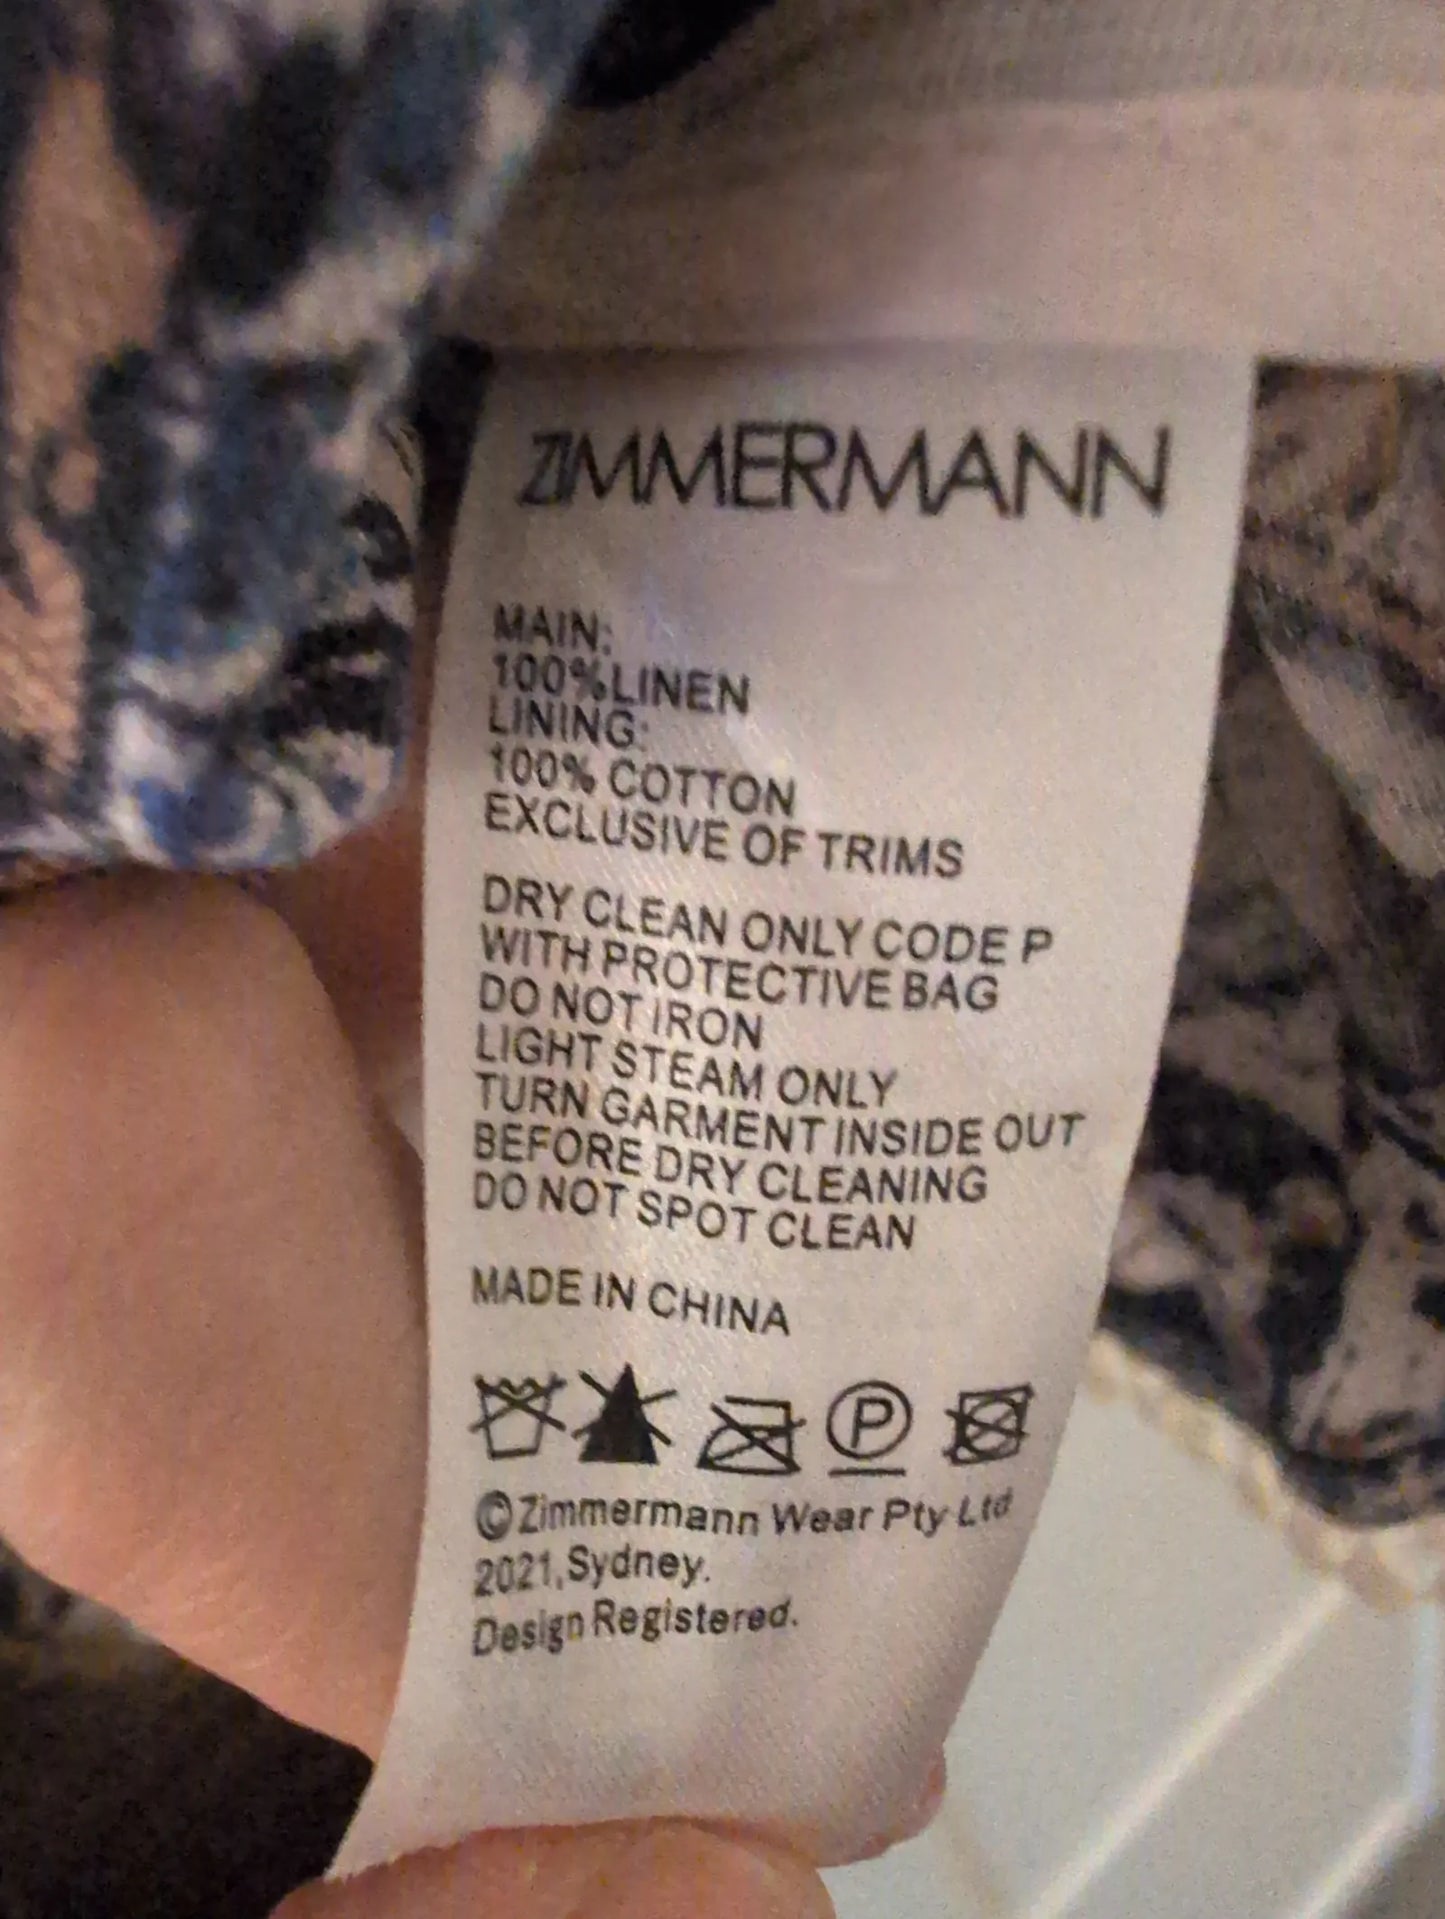 ZIMMERMANN
MAIN:
100%LINEN
LINING:
100% COTTON
EXCLUSIVE OF TRIMS
DRY CLEAN ONLY CODE P
WITH PROTECTIVE BAG
DO NOT IRON
LIGHT STEAM ONLY
TURN GARMENT INSIDE OUT
BEFORE DRY CLEANING
DO NOT SPOT CLEAN
MADE IN CHINA
P
©Zimmermann Wear Pty Ltd
2021,Sydney.
Design Registered.